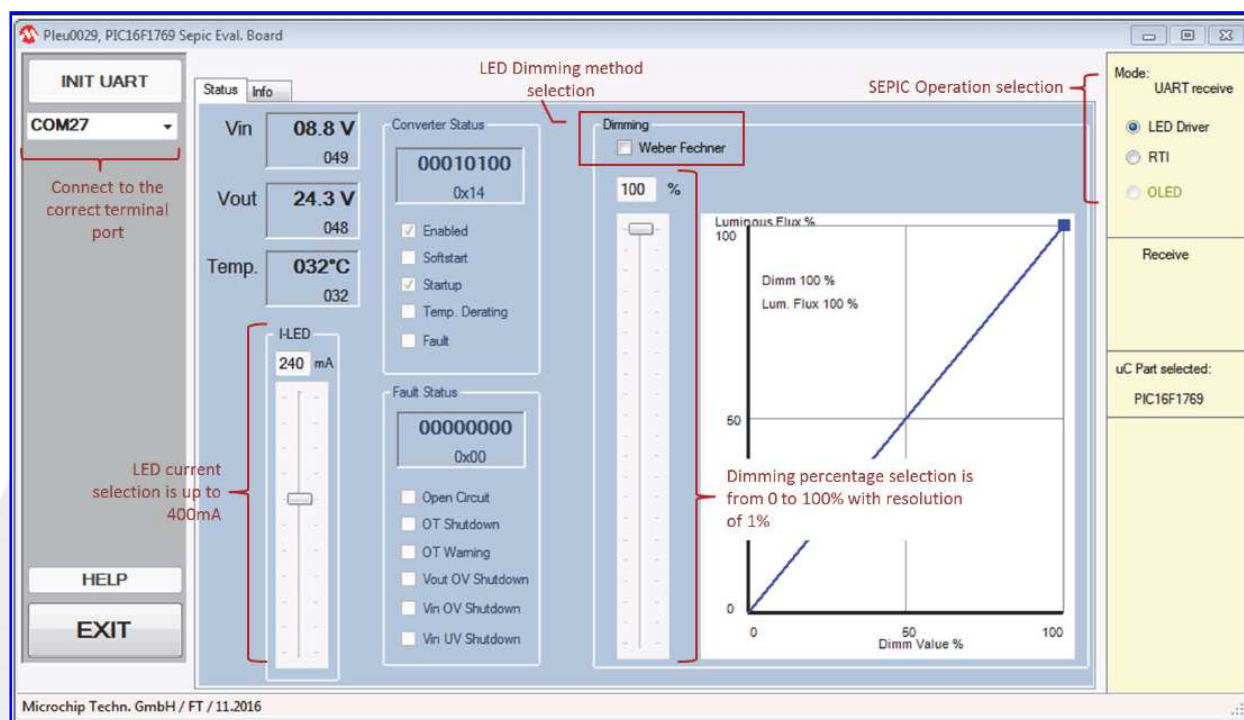 Pleu0029, PIC16F1769 Sepic Eval. Board
INIT UART
COM27
Connect to the
correct terminal
port
HELP
EXIT
Status
Info
Vin
08.8 V
049
Vout
24.3 V
048
Temp.
032°C
032
I-LED
240 mA
LED current
selection is up to
400mA
Converter Status
00010100
0x14
Enabled
Softstart
Startup
Temp. Derating
Fault
Fault Status
00000000
0x00
Open Circuit
OT Shutdown
OT Warning
Vout OV Shutdown
Vin OV Shutdown
Vin UV Shutdown
LED Dimming method
selection
Dimming
Weber Fechner
100 %
Luminous Flux %
100
Dimm 100 %
Lum. Flux 100 %
50
Dimming percentage selection is
from 0 to 100% with resolution
of 1%
0
0 50 100
Dimm Value %
SEPIC Operation selection
Mode:
UART receive
LED Driver
RTI
OLED
Receive
uC Part selected:
PIC16F1769
Microchip Techn. GmbH / FT / 11.2016